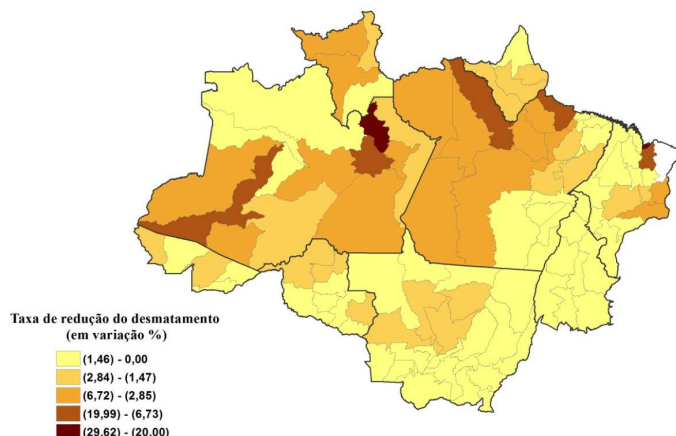 Taxa de redução do desmatamento
(em variação %)
(1,46) - 0,00
(2,84) - (1,47)
(6,72) - (2,85)
(19,99) - (6,73)
(29,62) - (20,00)